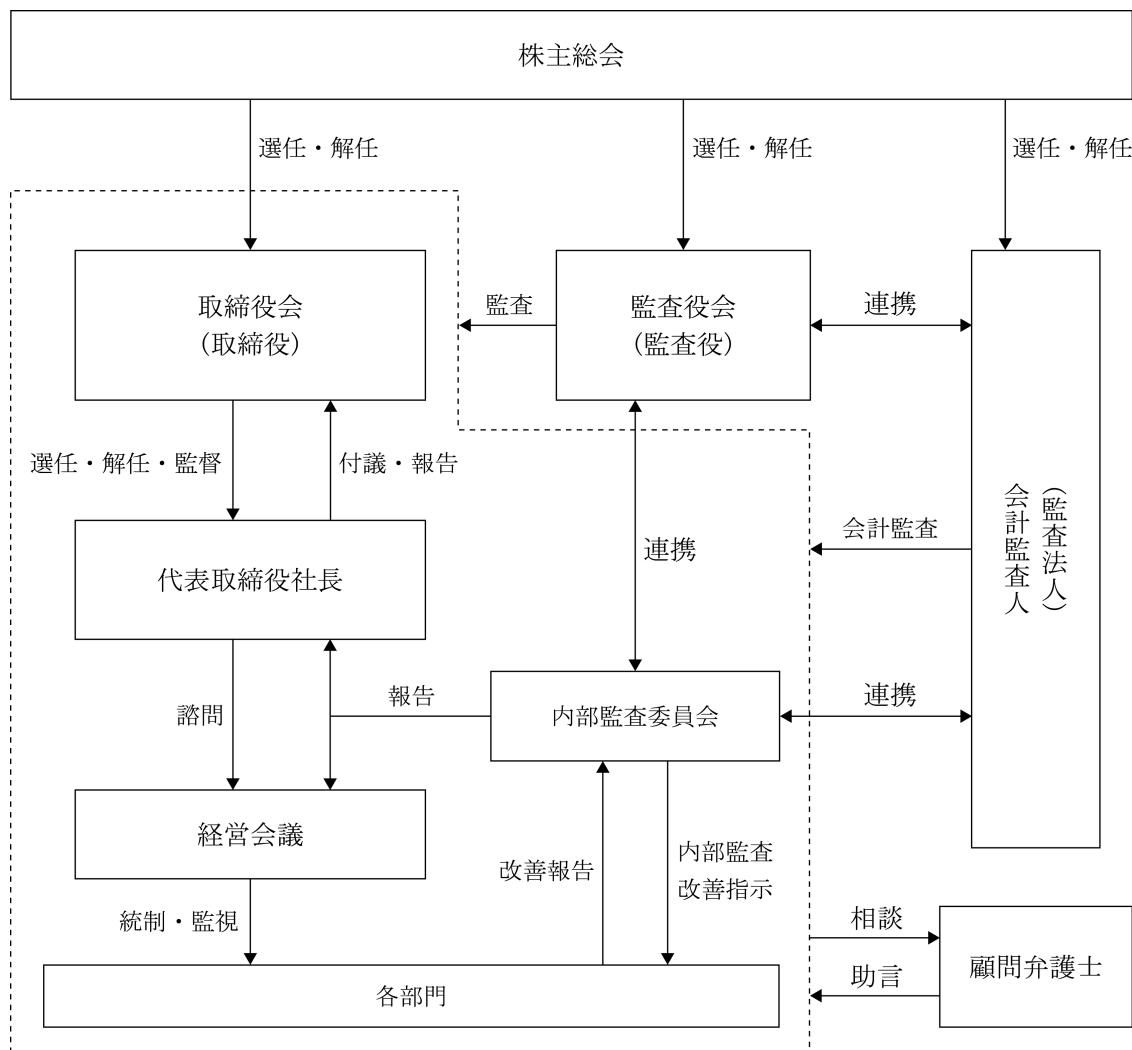 株主総会
選任・解任
選任・解任
選任・解任
取締役会
(取締役)
監査
監査役会
(監査役)
連携
選任・解任・監督
付議・報告
連携
会計監査
会計監査人
(監査法人)
代表取締役社長
諮問
報告
内部監査委員会
連携
経営会議
改善報告
内部監査
改善指示
統制・監視
相談
助言
顧問弁護士
各部門